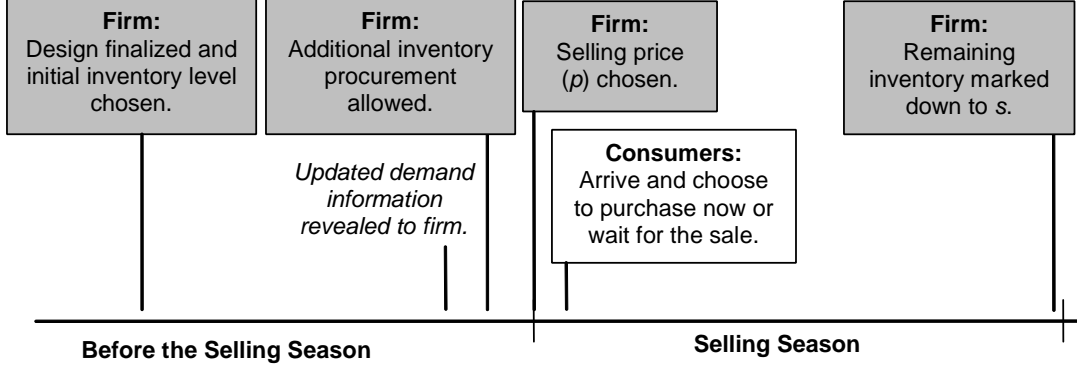 Firm:
Design finalized and
initial inventory level
chosen.
Firm:
Additional inventory
procurement
allowed.
Firm:
Selling price
(p) chosen.
Firm:
Remaining
inventory marked
down to s.
Updated demand
information
revealed to firm.
Consumers:
Arrive and choose
to purchase now or
wait for the sale.
Before the Selling Season
Selling Season